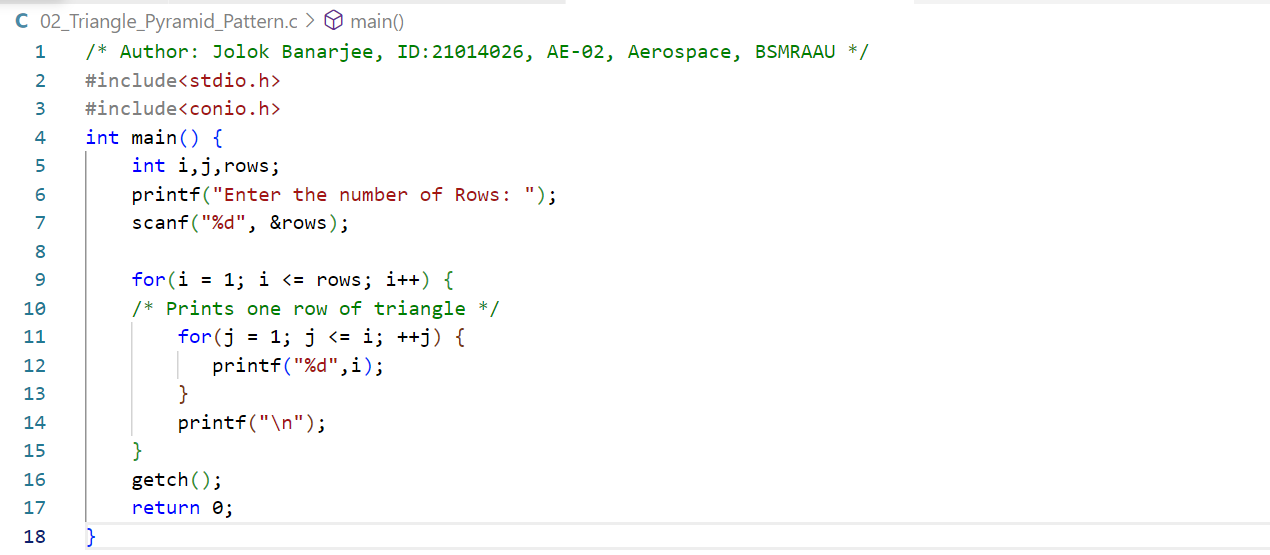 C 02_Triangle_Pyramid_Pattern.c > main()
1 /* Author: Jolok Banarjee, ID:21014026, AE-02, Aerospace, BSMRAAU */
2 #include<stdio.h>
3 #include<conio.h>
4 int main() {
5     int i,j,rows;
6     printf("Enter the number of Rows: ");
7     scanf("%d", &rows);
8
9     for(i = 1; i <= rows; i++) {
10     /* Prints one row of triangle */
11         for(j = 1; j <= i; ++j) {
12            printf("%d",i);
13         }
14         printf("\n");
15     }
16     getch();
17     return 0;
18 }